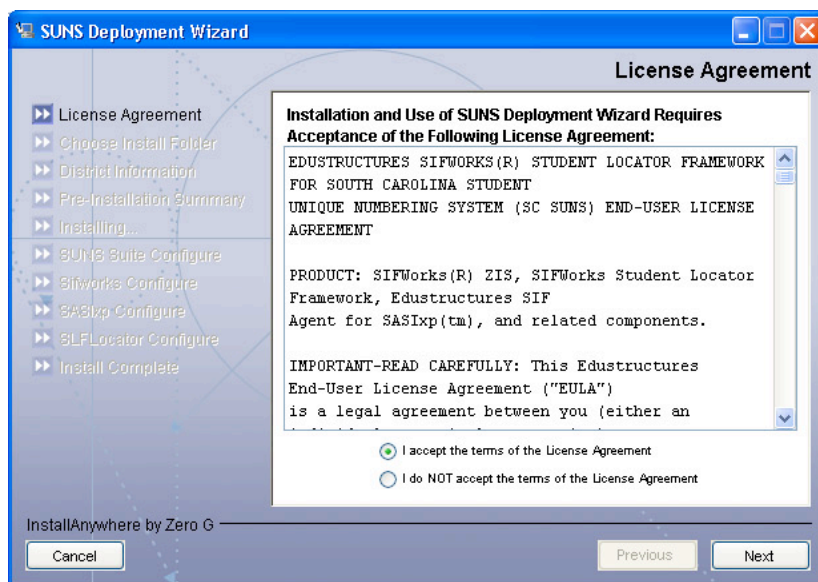 SUNS Deployment Wizard
License Agreement
License Agreement
Choose Install Folder
District Information
Pre-Installation Summary
Installing...
SUNS Suite Configure
Sifworks Configure
SASIxp Configure
SLFLocator Configure
Install Complete
Installation and Use of SUNS Deployment Wizard Requires
Acceptance of the Following License Agreement:
EDUSTRUCTURES SIFWORKS(R) STUDENT LOCATOR FRAMEWORK
FOR SOUTH CAROLINA STUDENT
UNIQUE NUMBERING SYSTEM (SC SUNS) END-USER LICENSE
AGREEMENT
PRODUCT: SIFWorks(R) ZIS, SIFWorks Student Locator
Framework, Edustructures SIF
Agent for SASIxp(tm), and related components.
IMPORTANT-READ CAREFULLY: This Edustructures
End-User License Agreement ("EULA")
is a legal agreement between you (either an
I accept the terms of the License Agreement
I do NOT accept the terms of the License Agreement
InstallAnywhere by Zero G
Cancel
Previous
Next